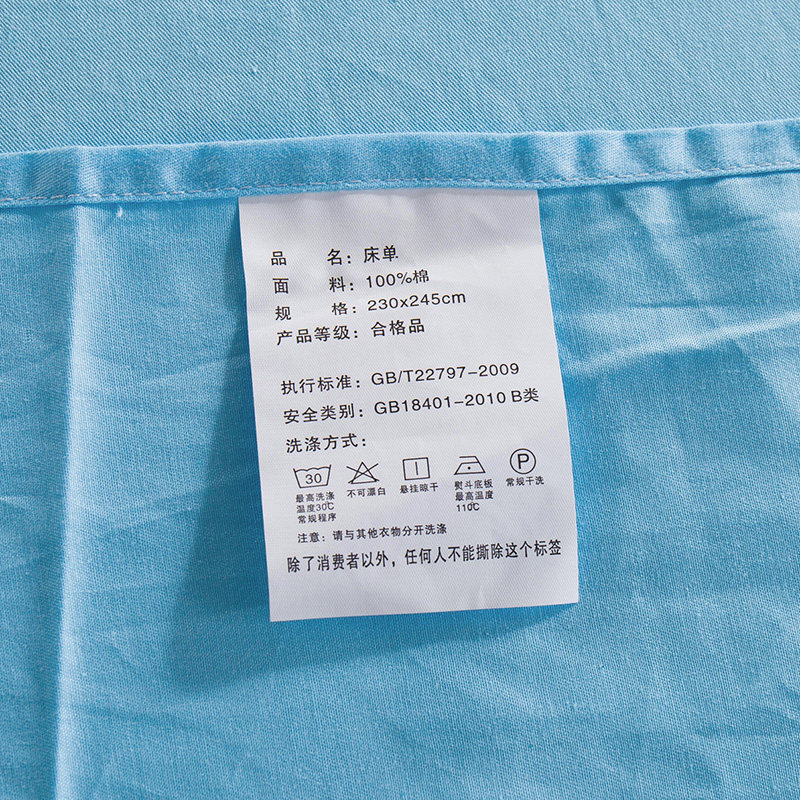 品 名：床单
面 料：100%棉
规 格：230x245cm
产品等级：合格品
执行标准：GB/T22797-2009
安全类别：GB18401-2010 B类
洗涤方式：
30 P
最高洗涤 不可漂白 悬挂晾干 熨斗底板 常规干洗
温度30℃ 最高温度
常规程序 110℃
注意：请与其他衣物分开洗涤
除了消费者以外，任何人不能撕除这个标签